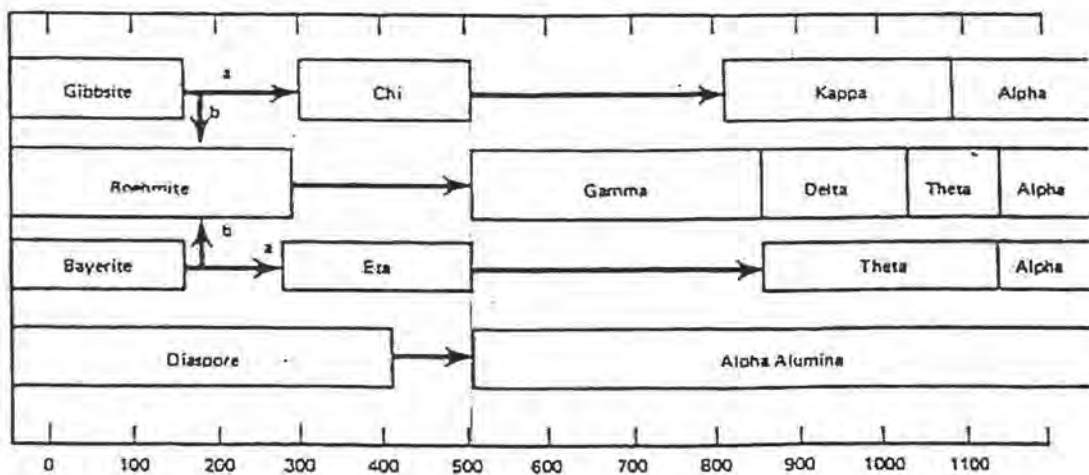 a
Gibbsite Chi Kappa Alpha
b
Boehmite Gamma Delta Theta Alpha
b
a
Bayerite Eta Theta Alpha
Diaspore Alpha Alumina
0 100 200 300 400 500 600 700 800 900 1000 1100